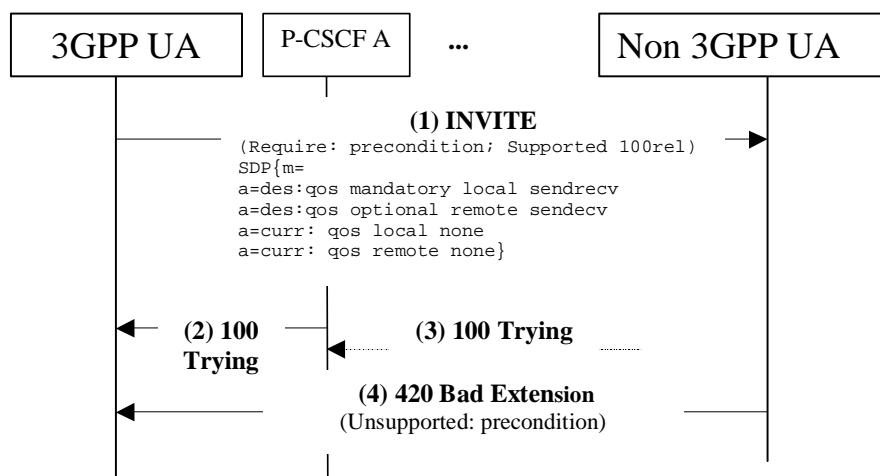 3GPP UA
P-CSCF A
...
Non 3GPP UA
(1) INVITE
(Require: precondition; Supported 100rel)
SDP{m=
a=des:qos mandatory local sendrecv
a=des:qos optional remote sendecv
a=curr: qos local none
a=curr: qos remote none}
(2) 100
Trying
(3) 100 Trying
(4) 420 Bad Extension
(Unsupported: precondition)